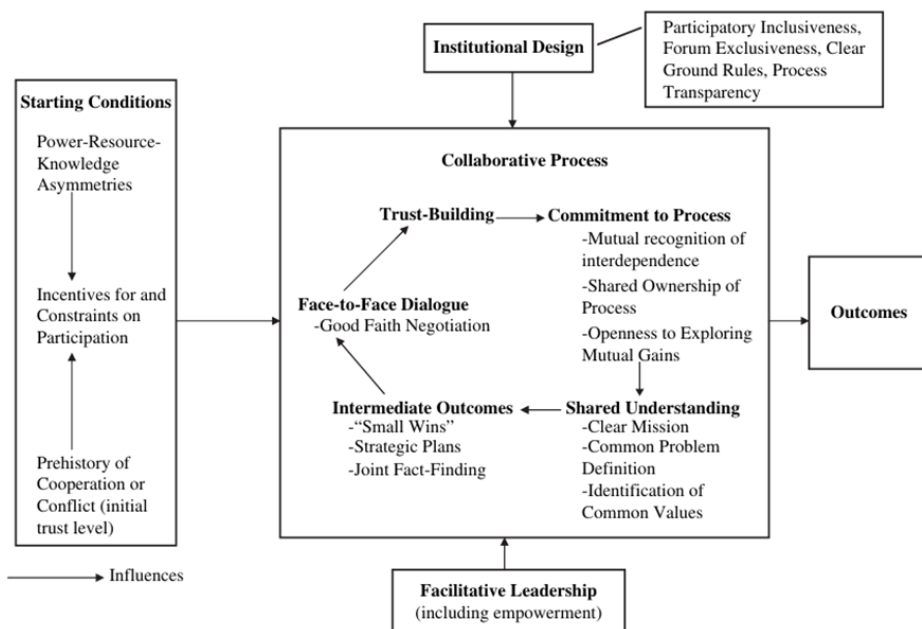 Institutional Design
Participatory Inclusiveness,
Forum Exclusiveness, Clear
Ground Rules, Process
Transparency
Starting Conditions
Power-Resource-
Knowledge
Asymmetries
Incentives for and
Constraints on
Participation
Prehistory of
Cooperation or
Conflict (initial
trust level)
Influences
Collaborative Process
Trust-Building
Commitment to Process
-Mutual recognition of
interdependence
-Shared Ownership of
Process
-Openness to Exploring
Mutual Gains
Face-to-Face Dialogue
-Good Faith Negotiation
Intermediate Outcomes
-“Small Wins”
-Strategic Plans
-Joint Fact-Finding
Shared Understanding
-Clear Mission
-Common Problem
Definition
-Identification of
Common Values
Outcomes
Facilitative Leadership
(including empowerment)